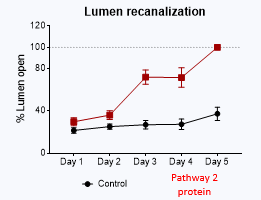 Lumen recanalization
% Lumen open
120
100
80
40
0
Day 1 Day 2 Day 3 Day 4 Day 5
Control
Pathway 2
protein